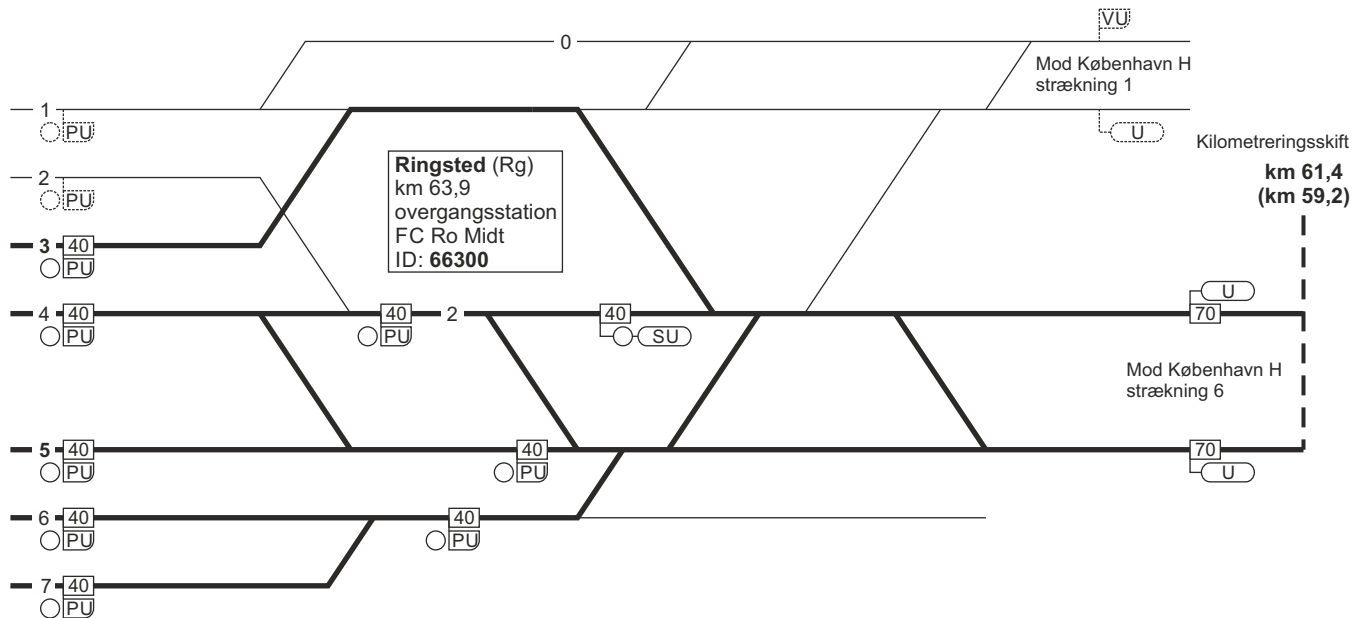 VU
0
Mod København H
strækning 1
1
PU
U
Kilometreringsskift
km 61,4
(km 59,2)
Ringsted (Rg)
km 63,9
overgangsstation
FC Ro Midt
ID: 66300
2
PU
3 40
PU
U
4 40
40 2
40
70
PU
PU
SU
Mod København H
strækning 6
5 40
40
70
PU
PU
U
6 40
40
PU
PU
7 40
PU